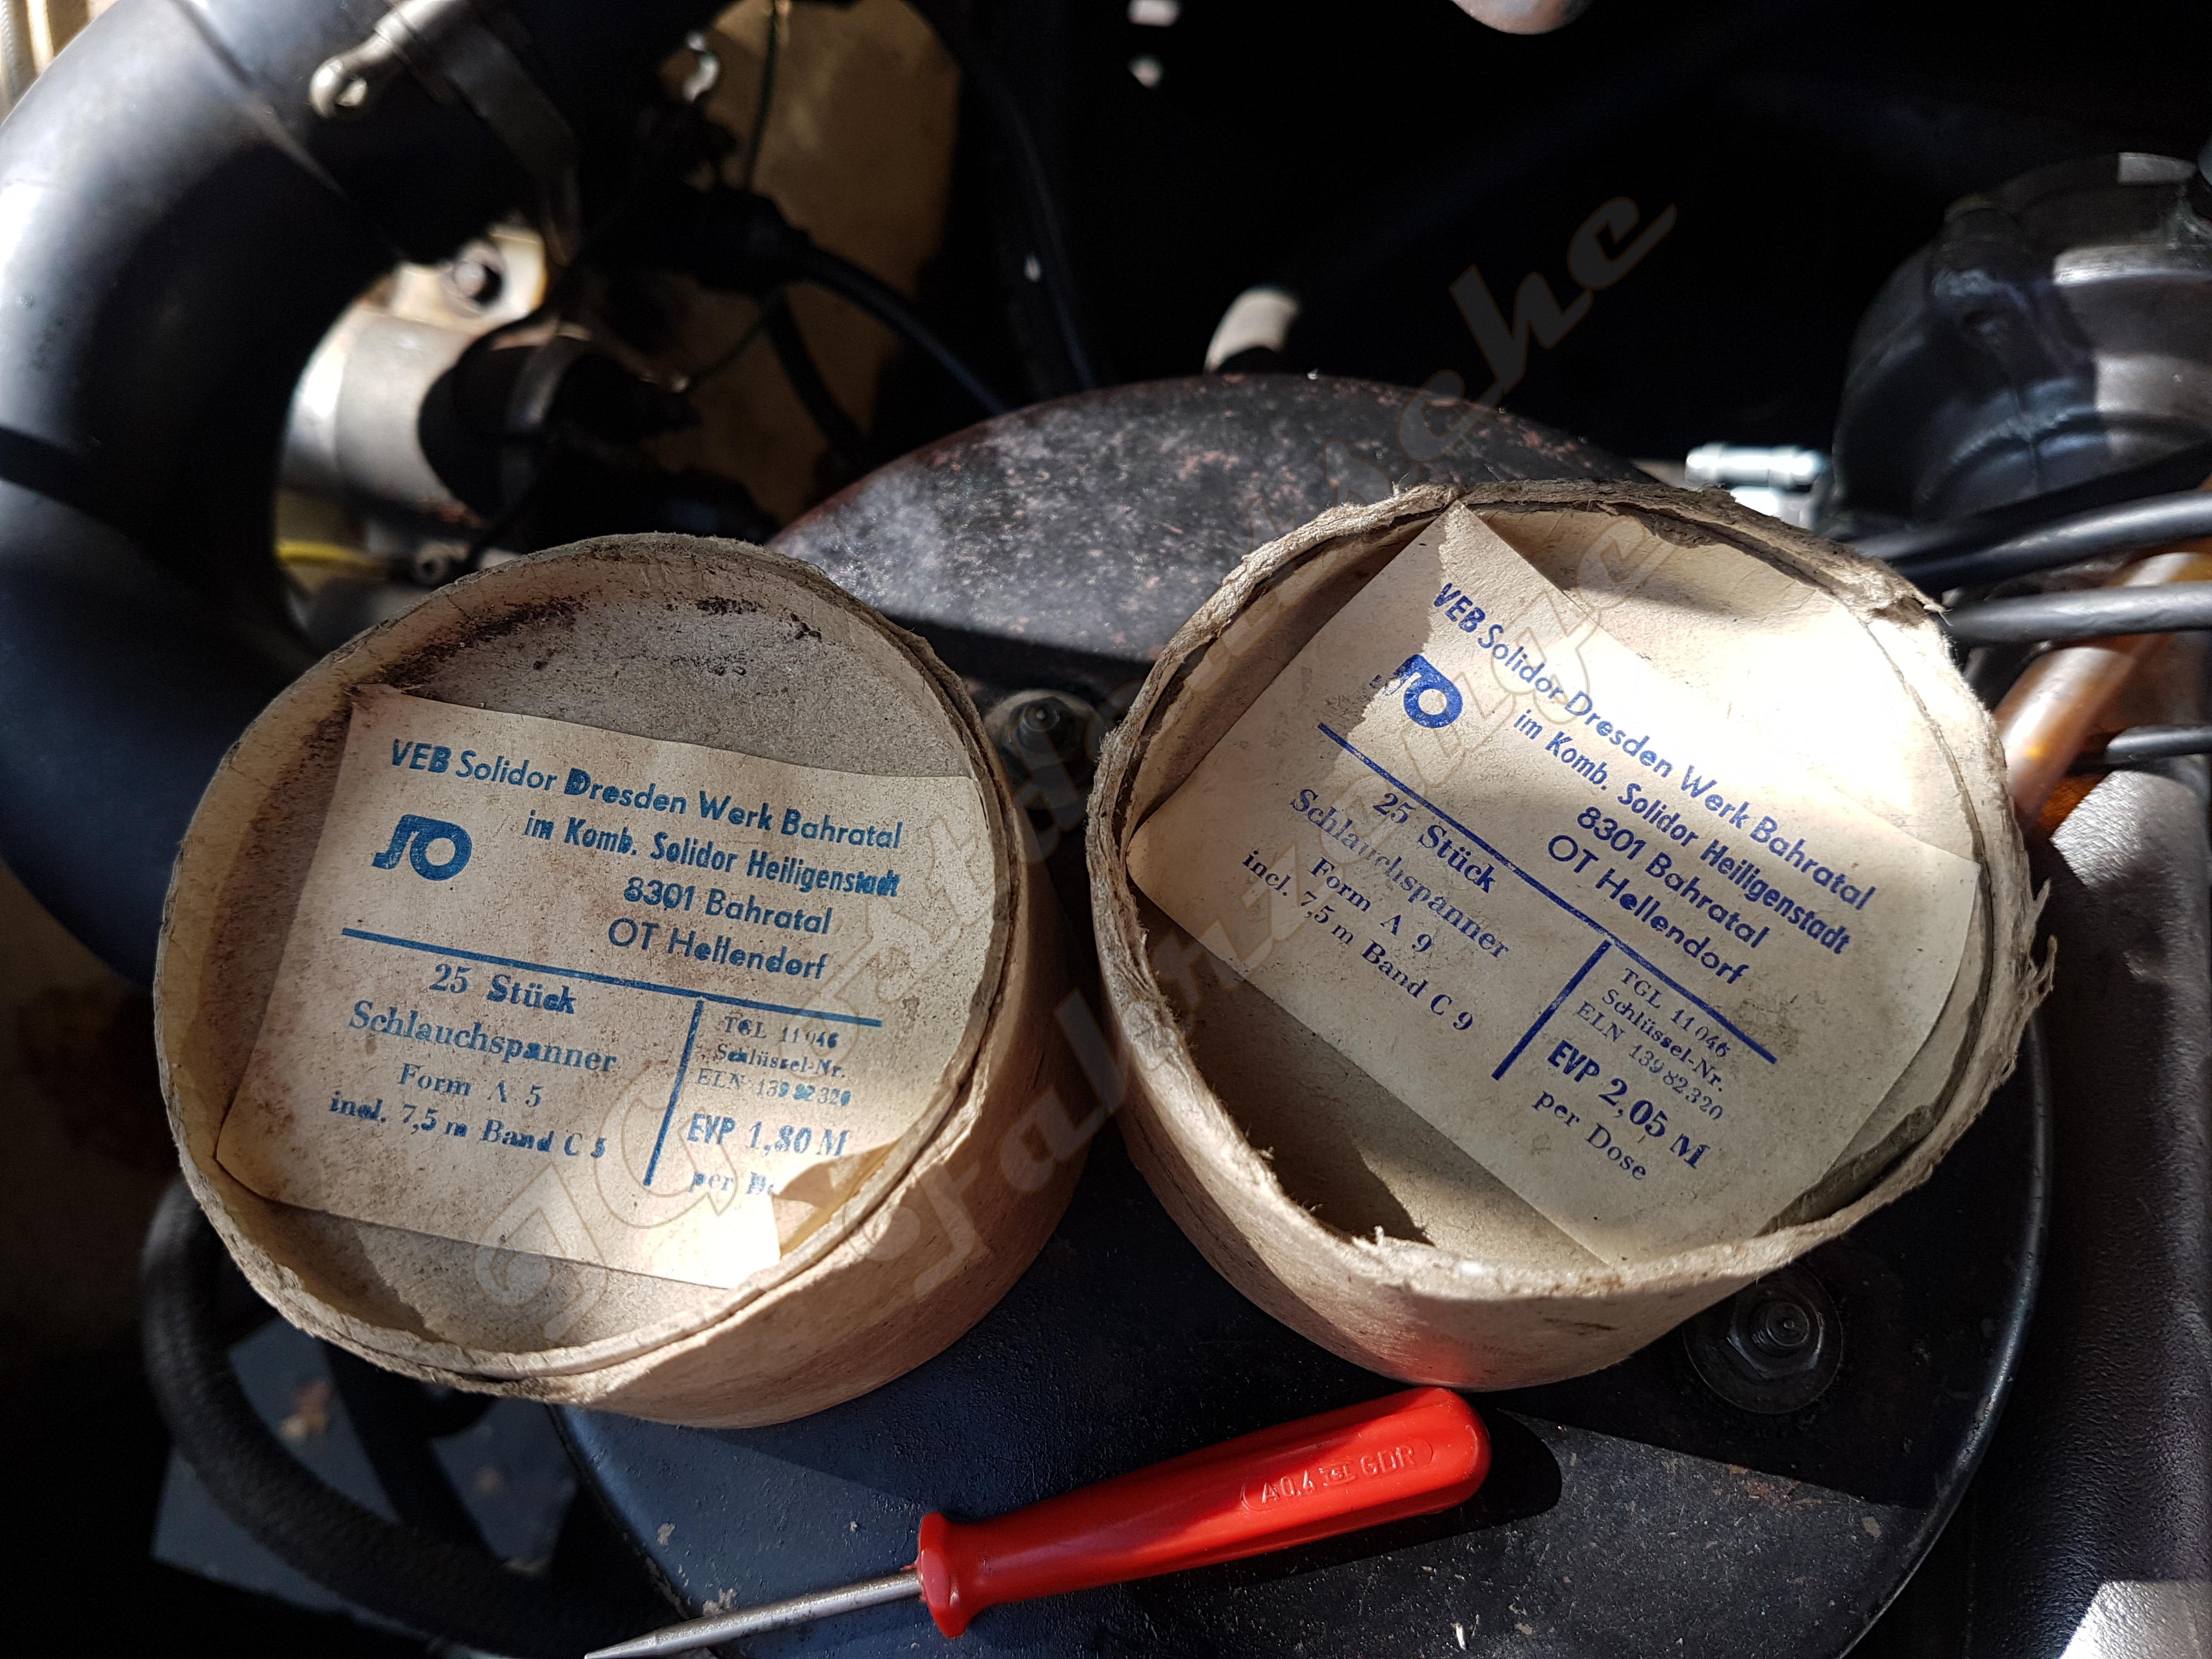 VEB Solidor Dresden Werk Bahratal
im Komb. Solidor Heiligenstadt
8301 Bahratal
OT Hellendorf
25 Stück
Schlauchspanner
Form A 5
incl. 7,5 m Band C 5
TGL 11046
Schlüssel-Nr.
ELN 139 82 320
EVP 1,80 M
per
VEB Solidor Dresden Werk Bahratal
im Komb. Solidor Heiligenstadt
8301 Bahratal
OT Hellendorf
25 Stück
Schlauchspanner
Form A 9
incl. 7,5 m Band C 9
TGL 11046
Schlüssel-Nr.
ELN 139 82 320
EVP 2,05 M
per Dose
GDR